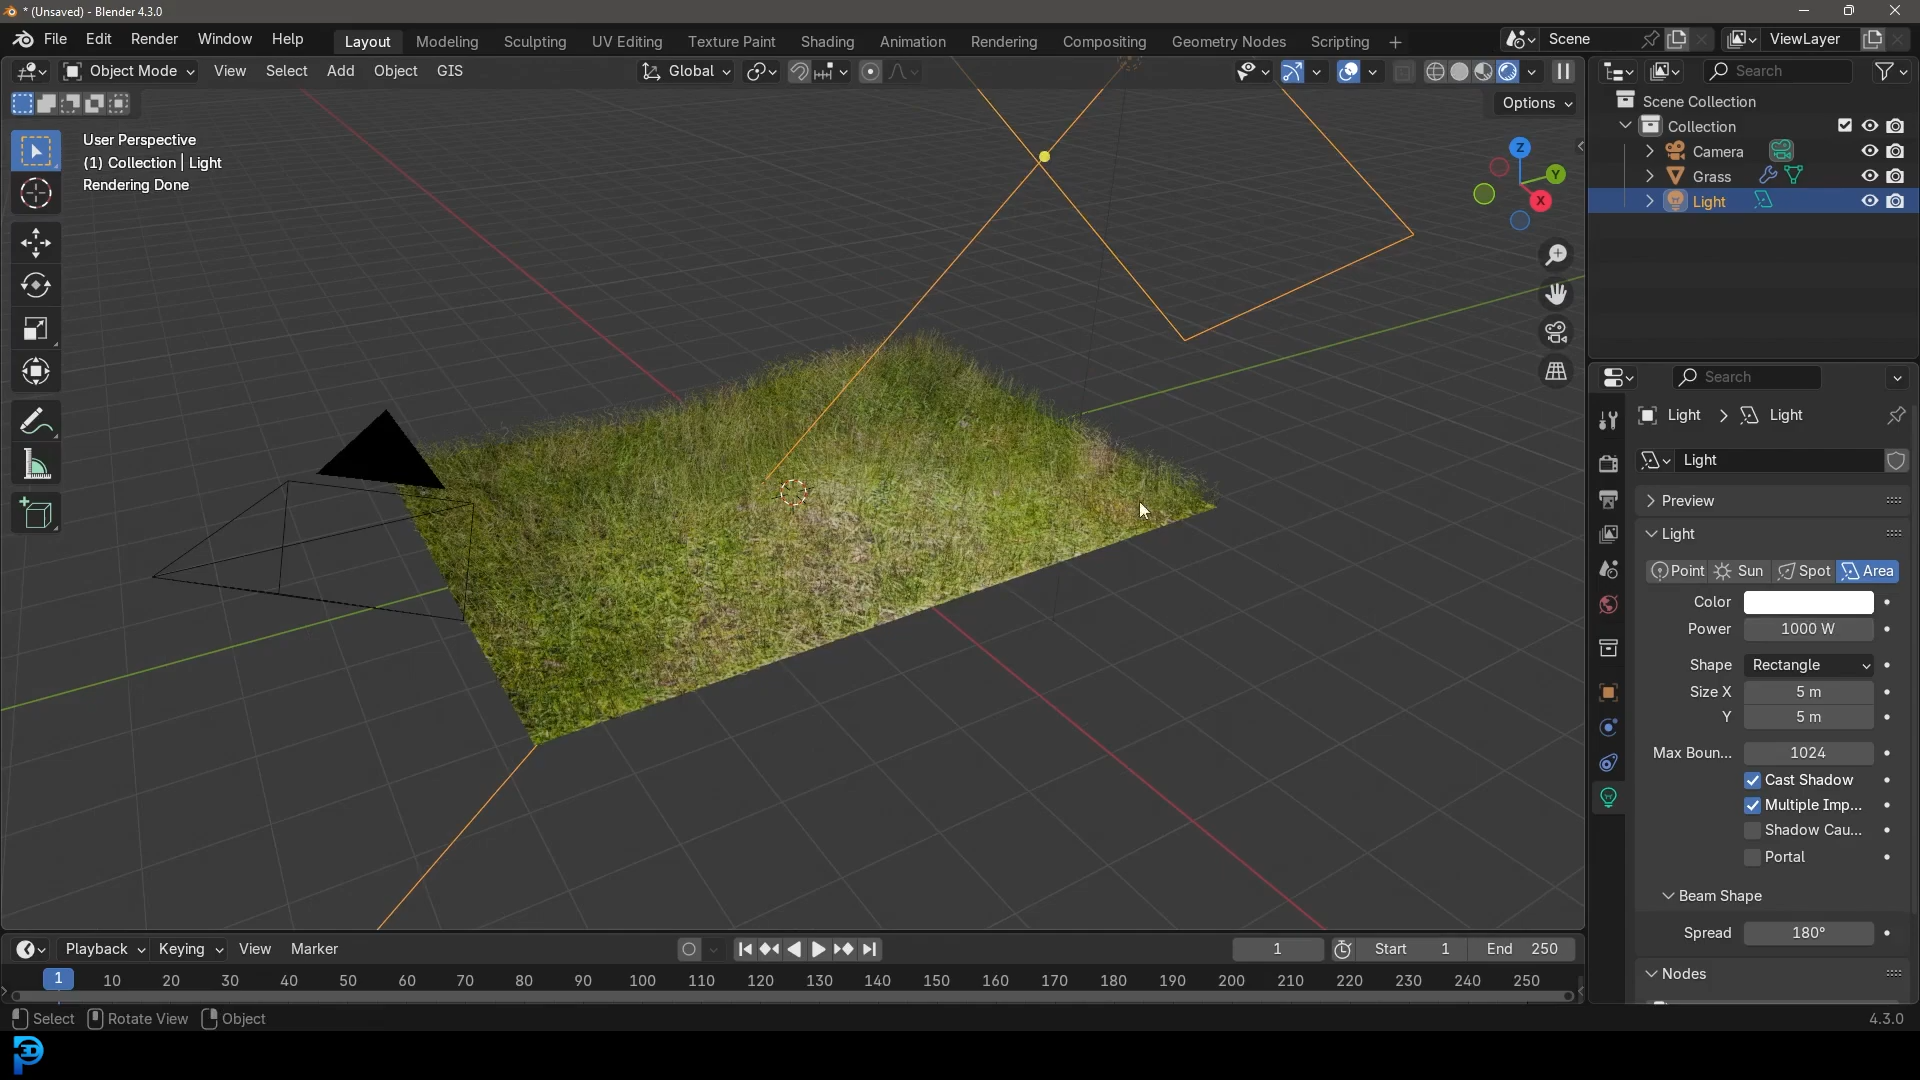 * (Unsaved) - Blender 4.3.0
File Edit Render Window Help Layout Modeling Sculpting UV Editing Texture Paint Shading Animation Rendering Compositing Geometry Nodes Scripting + Scene ViewLayer
Object Mode View Select Add Object GIS Global Search
Options
User Perspective
(1) Collection | Light
Rendering Done
Z
Y
X
Scene Collection
Collection
Camera
Grass
Light
Search
Light > Light
Light
Preview
Light
Point Sun Spot Area
Color
Power 1000 W
Shape Rectangle
Size X 5 m
Y 5 m
Max Boun... 1024
Cast Shadow
Multiple Imp...
Shadow Cau...
Portal
Beam Shape
Spread 180°
Nodes
Playback Keying View Marker 1 Start 1 End 250
1 10 20 30 40 50 60 70 80 90 100 110 120 130 140 150 160 170 180 190 200 210 220 230 240 250
Select Rotate View Object 4.3.0